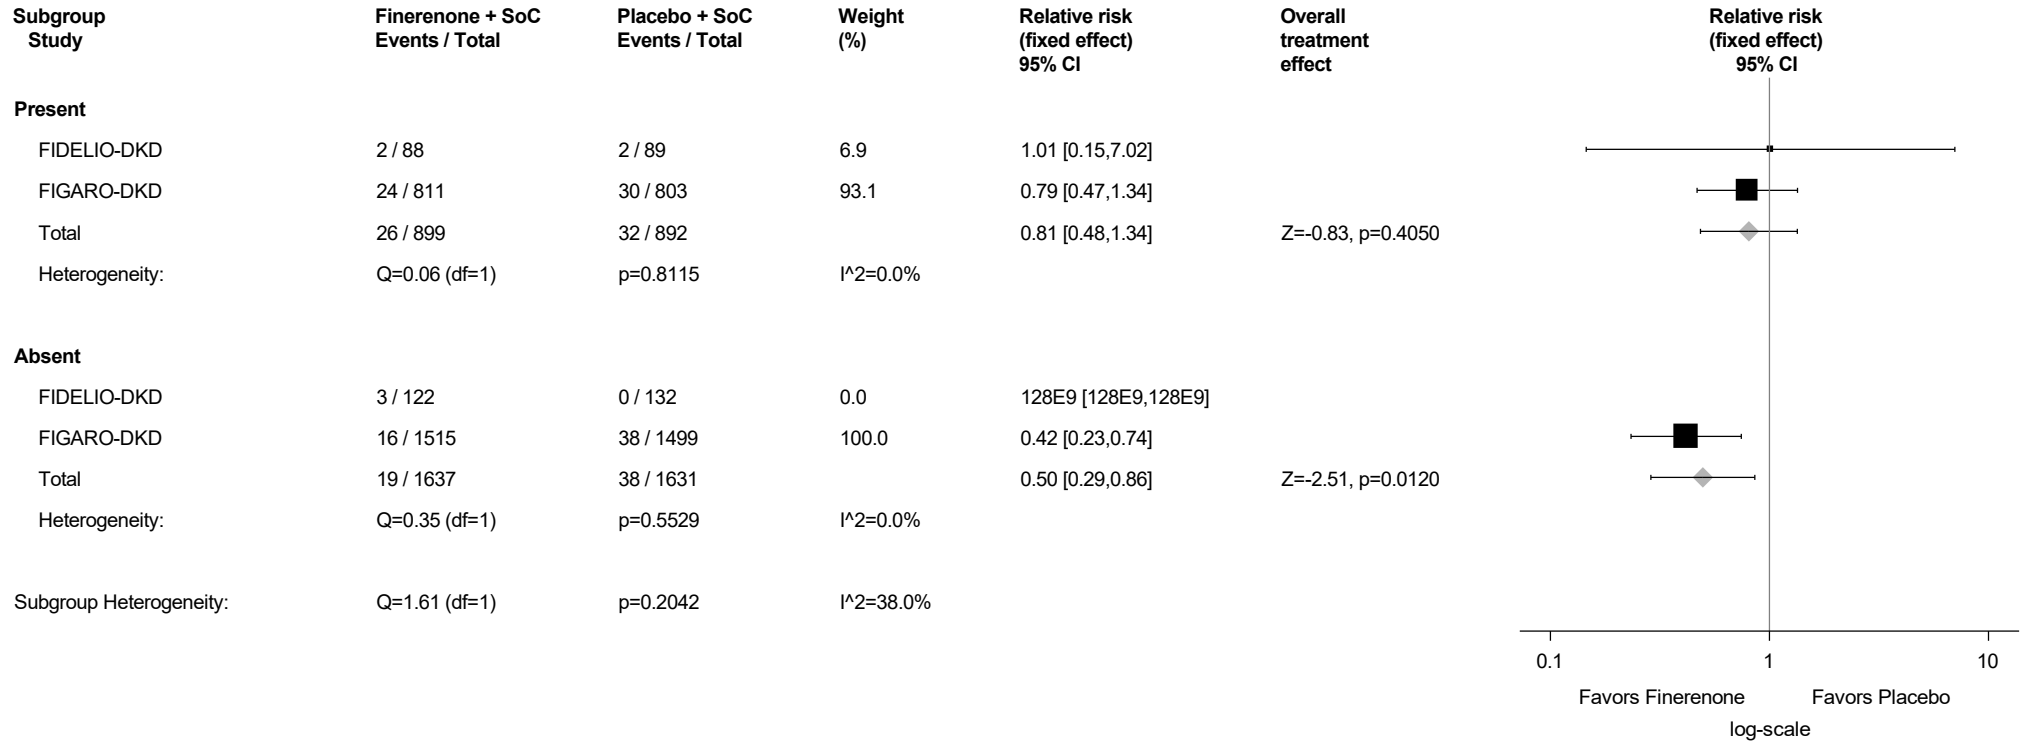 Subgroup Finerenone + SoC Placebo + SoC Weight Relative risk Overall Relative risk
Study Events / Total Events / Total (%) (fixed effect) treatment (fixed effect)
95% CI effect 95% CI
Present
FIDELIO-DKD 2 / 88 2 / 89 6.9 1.01 [0.15,7.02]
FIGARO-DKD 24 / 811 30 / 803 93.1 0.79 [0.47,1.34]
Total 26 / 899 32 / 892 0.81 [0.48,1.34] Z=-0.83, p=0.4050
Heterogeneity: Q=0.06 (df=1) p=0.8115 I^2=0.0%
Absent
FIDELIO-DKD 3 / 122 0 / 132 0.0 128E9 [128E9,128E9]
FIGARO-DKD 16 / 1515 38 / 1499 100.0 0.42 [0.23,0.74]
Total 19 / 1637 38 / 1631 0.50 [0.29,0.86] Z=-2.51, p=0.0120
Heterogeneity: Q=0.35 (df=1) p=0.5529 I^2=0.0%
Subgroup Heterogeneity: Q=1.61 (df=1) p=0.2042 I^2=38.0%
0.1 1 10
Favors Finerenone Favors Placebo
log-scale